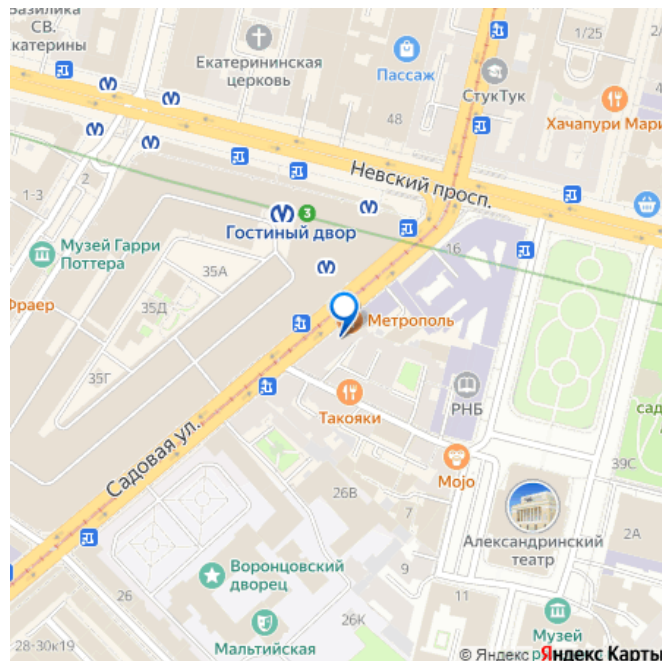 Базилика
СВ.
Екатерины
Екатерининская
церковь
Пассаж
СтукТук
1/25
Хачапури Мари
48
1-3
2
Невский просп.
3
Гостиный двор
Музей Гарри
Поттера
35А
16
Фраер
35Д
Метрополь
35Г
Такояки
РНБ
сад
Садовая ул.
Mojo
39С
26В
7
Александринский
театр
2А
Воронцовский
дворец
9
26
11
26К
Мальтийская
28-30к19
Музей
© Яндекс
Яндекс Карты